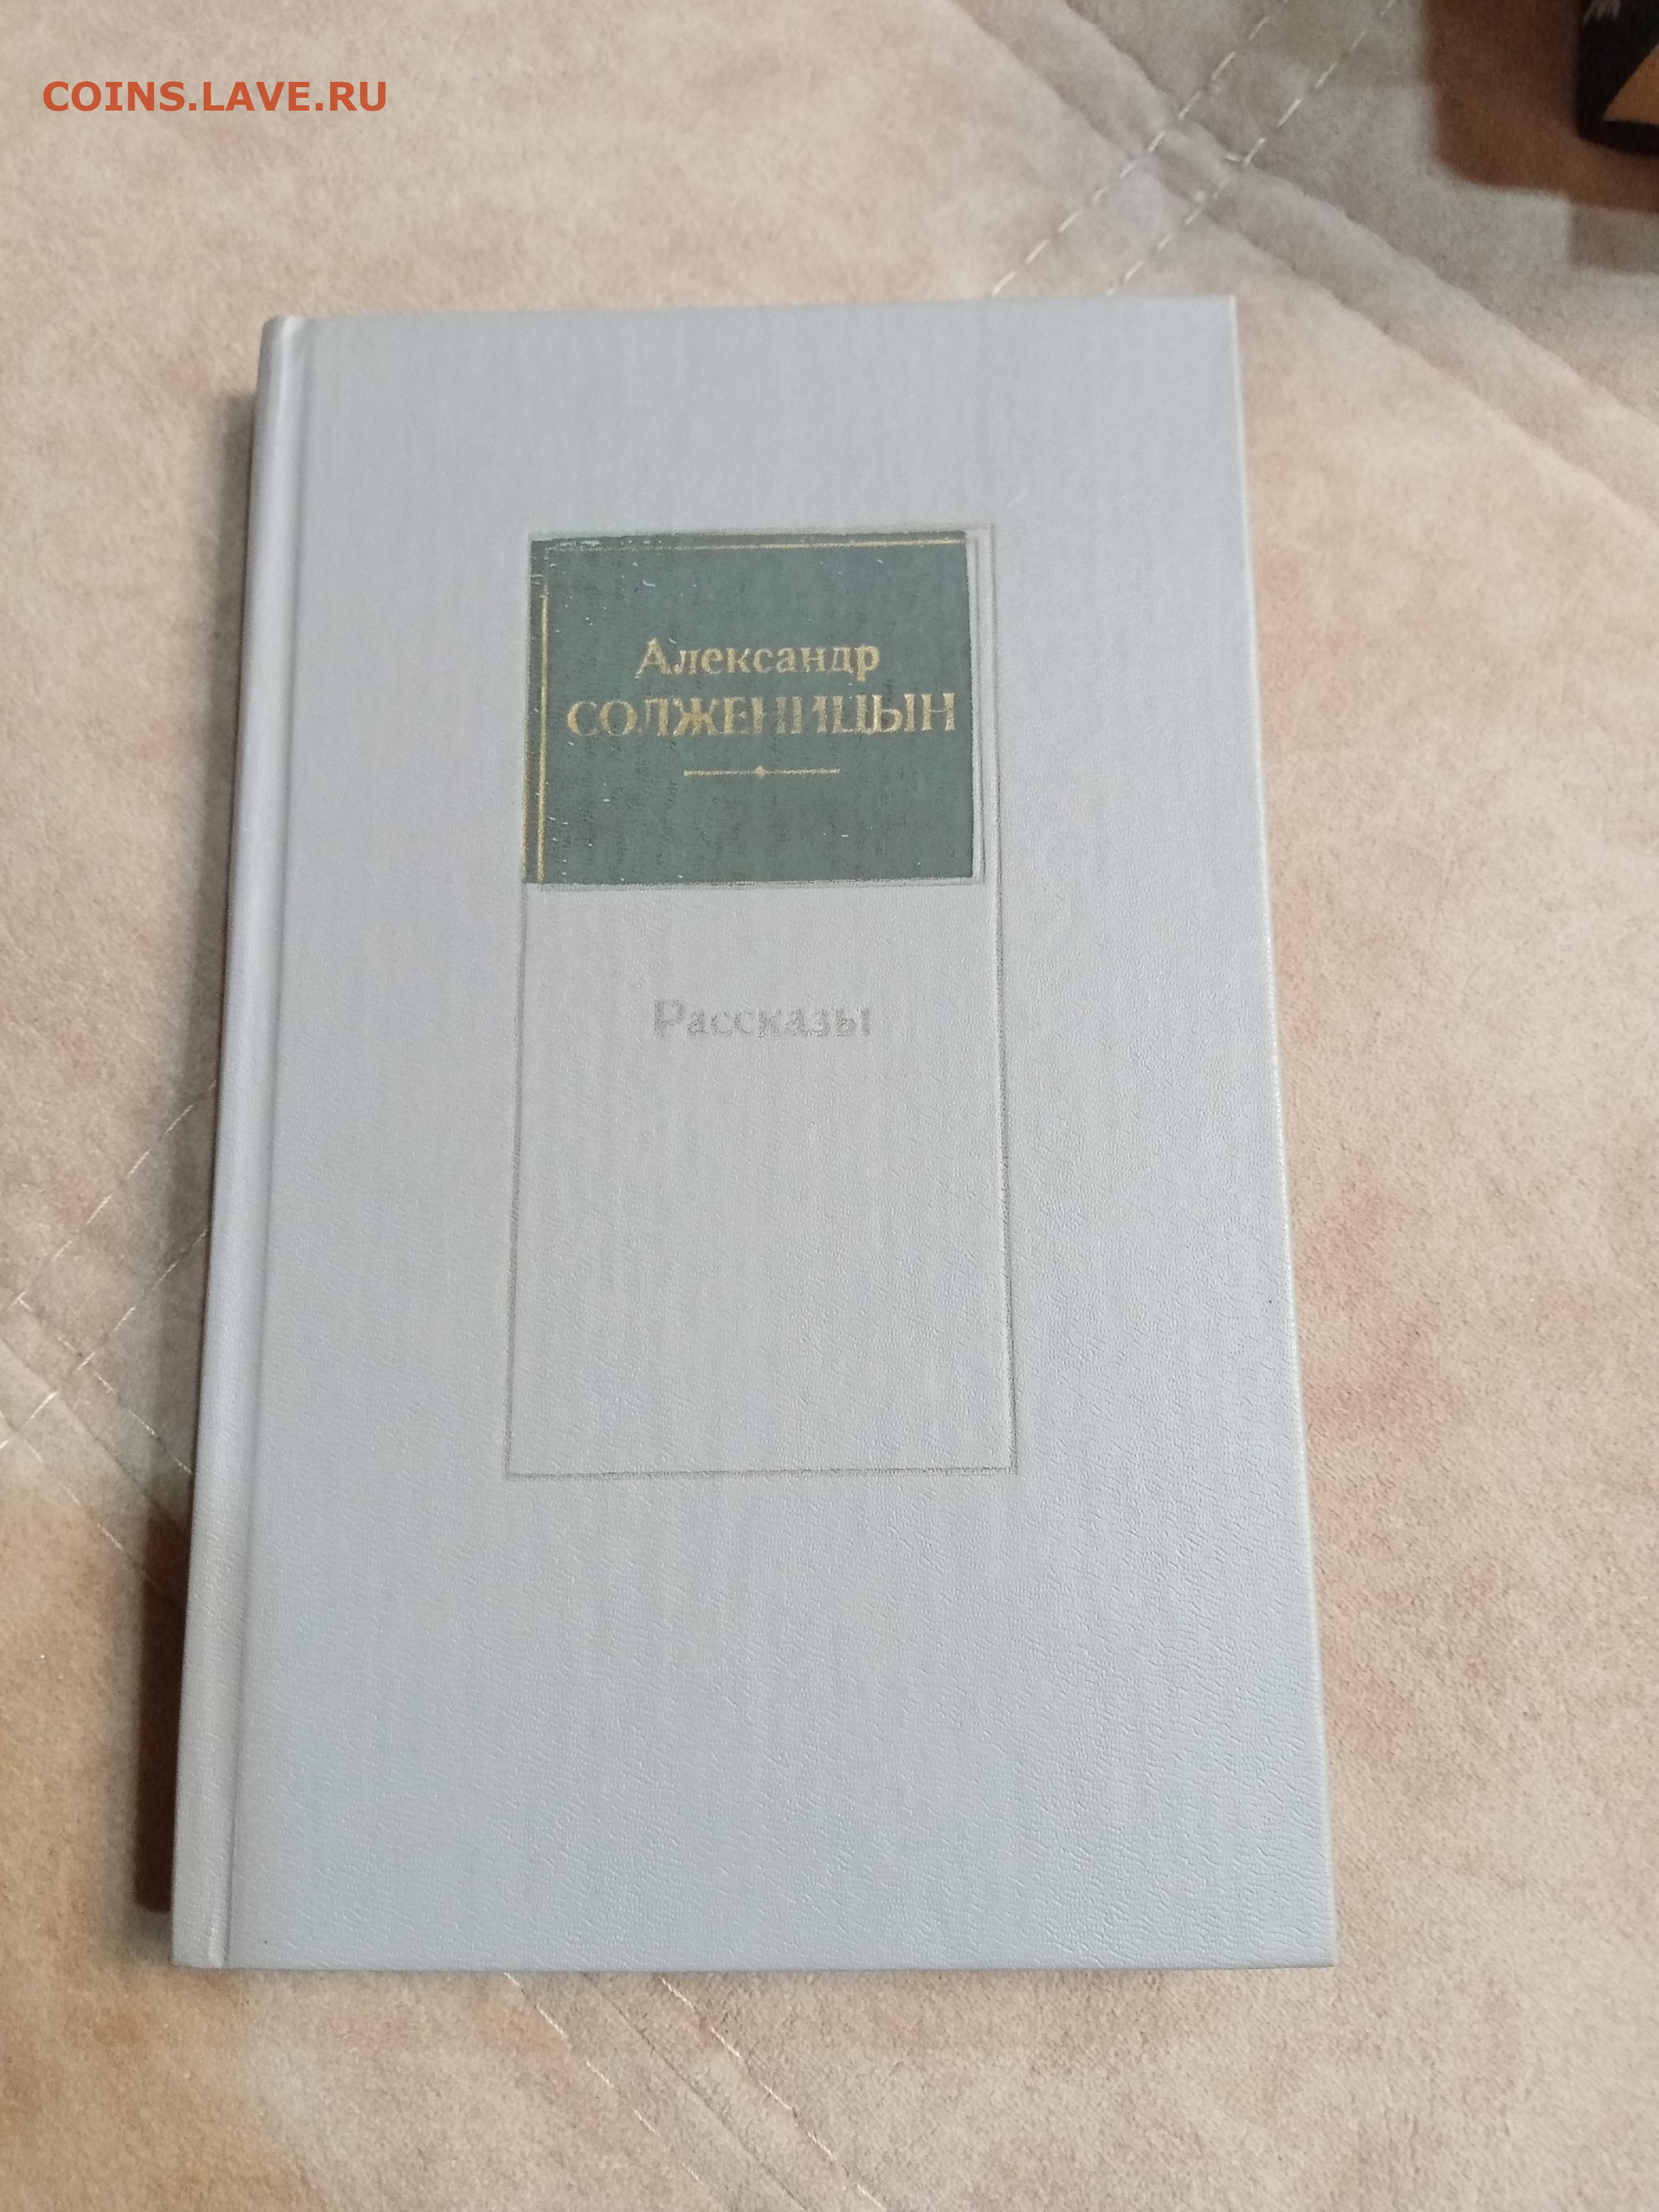 COINS.LAVE.RU
Александр
СОЛЖЕНИЦЫН
Рассказы